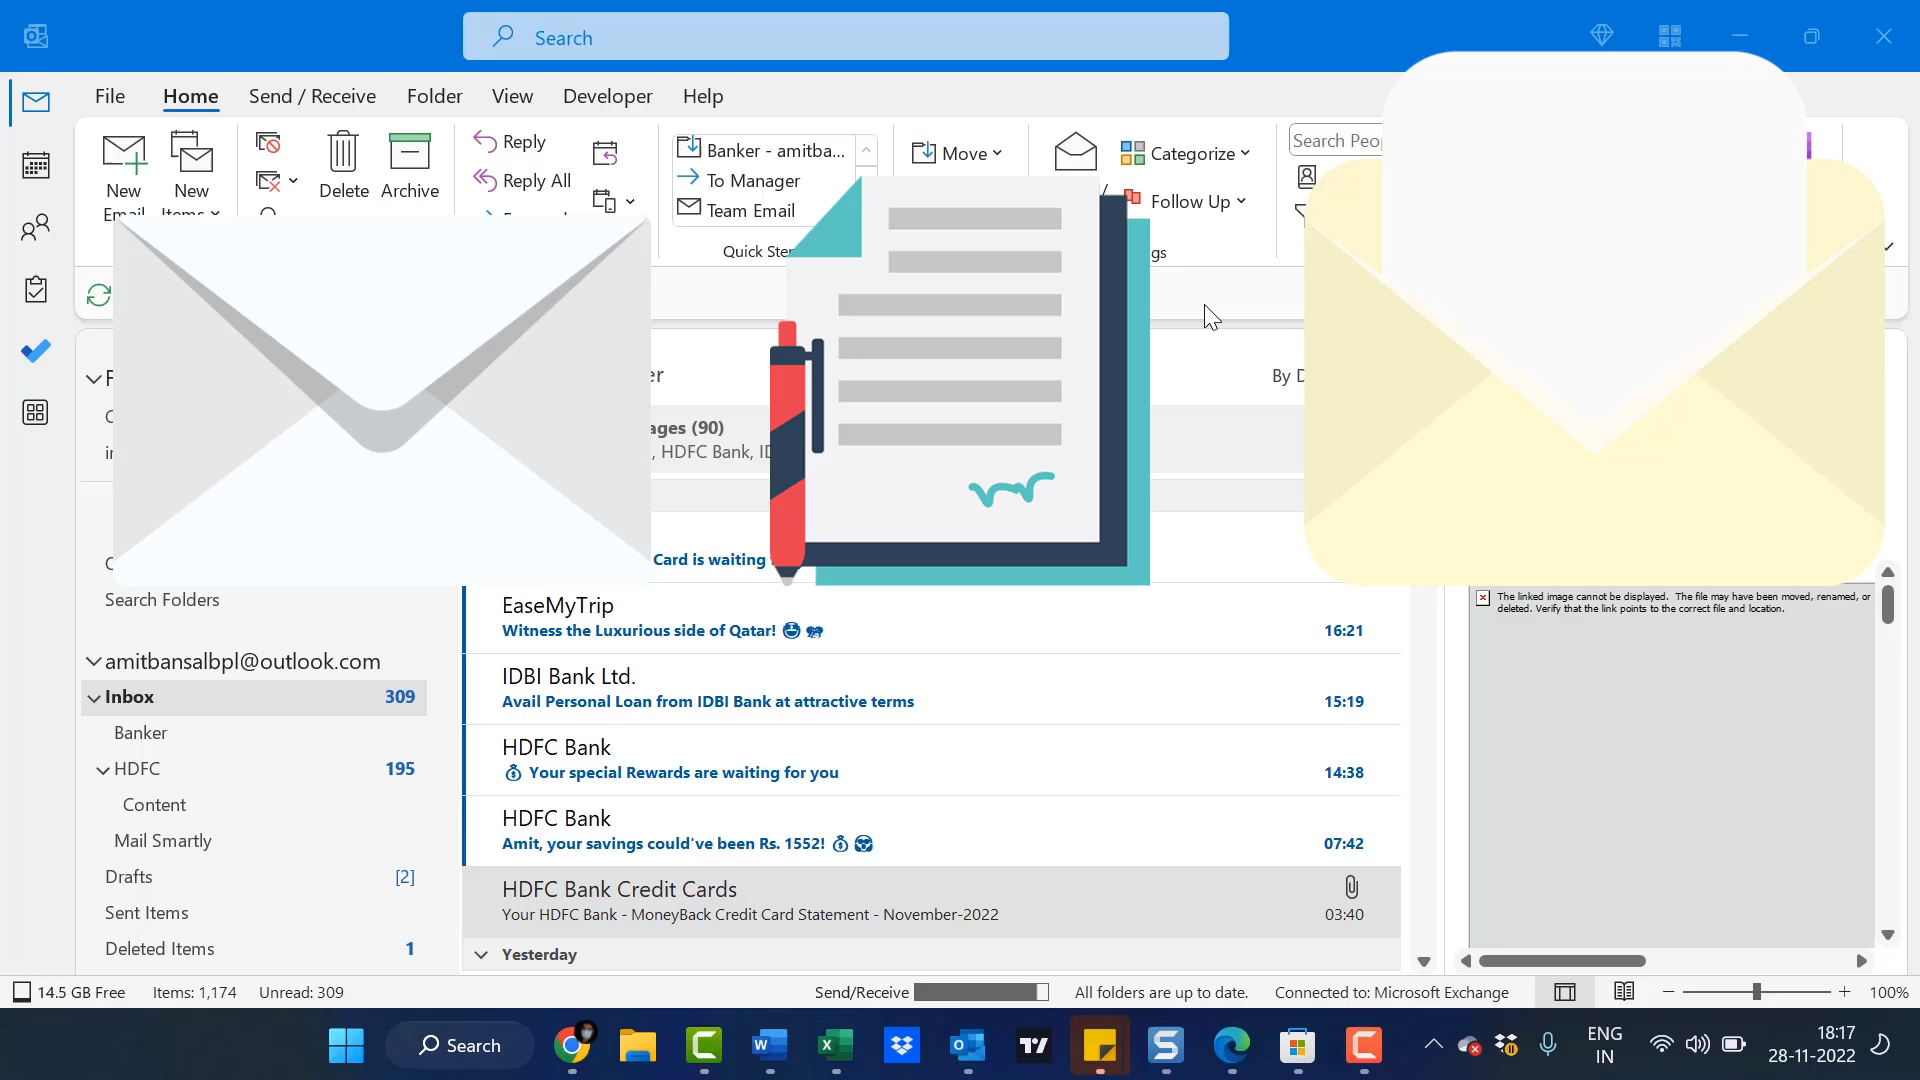 Search
File Home Send / Receive Folder View Developer Help
New
New
Items
Delete
Archive
Reply
Reply All
Banker - amitba...
To Manager
Team Email
Quick
Move
Categorize
Follow Up
Search
By
ages (90)
, HDFC Bank,
Card is waiting
Search Folders
amitbansalbpl@outlook.com
Inbox 309
Banker
HDFC 195
Content
Mail Smartly
Drafts [2]
Sent Items
Deleted Items 1
EaseMyTrip
Witness the Luxurious side of Qatar! 16:21
IDBI Bank Ltd.
Avail Personal Loan from IDBI Bank at attractive terms 15:19
HDFC Bank
Your special Rewards are waiting for you 14:38
HDFC Bank
Amit, your savings could've been Rs. 1552! 07:42
HDFC Bank Credit Cards
Your HDFC Bank - MoneyBack Credit Card Statement - November-2022 03:40
Yesterday
The linked image cannot be displayed. The file may have been moved, renamed, or
deleted. Verify that the link points to the correct file and location.
14.5 GB Free Items: 1,174 Unread: 309 Send/Receive All folders are up to date. Connected to: Microsoft Exchange 100%
Search
ENG
IN
18:17
28-11-2022